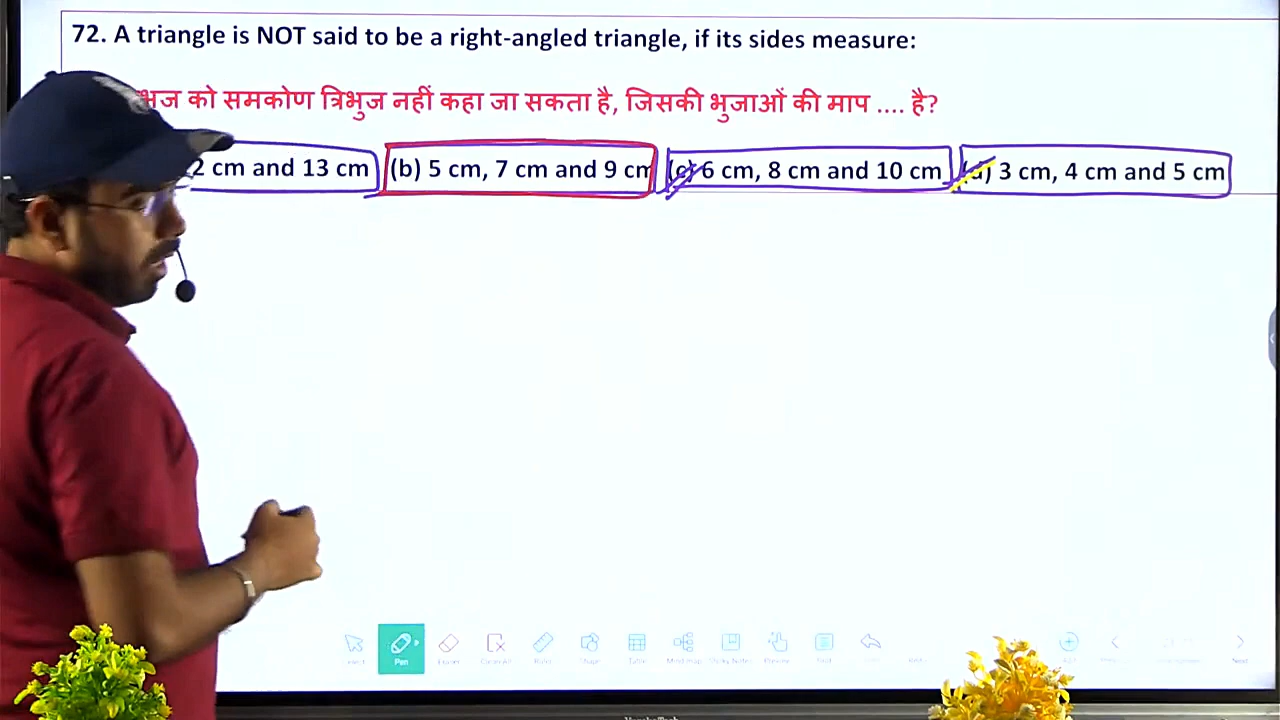 72. A triangle is NOT said to be a right-angled triangle, if its sides measure:
को समकोण त्रिभुज नहीं कहा जा सकता है, जिसकी भुजाओं की माप .... है?
2 cm and 13 cm (b) 5 cm, 7 cm and 9 cm (c) 6 cm, 8 cm and 10 cm (d) 3 cm, 4 cm and 5 cm
Pen